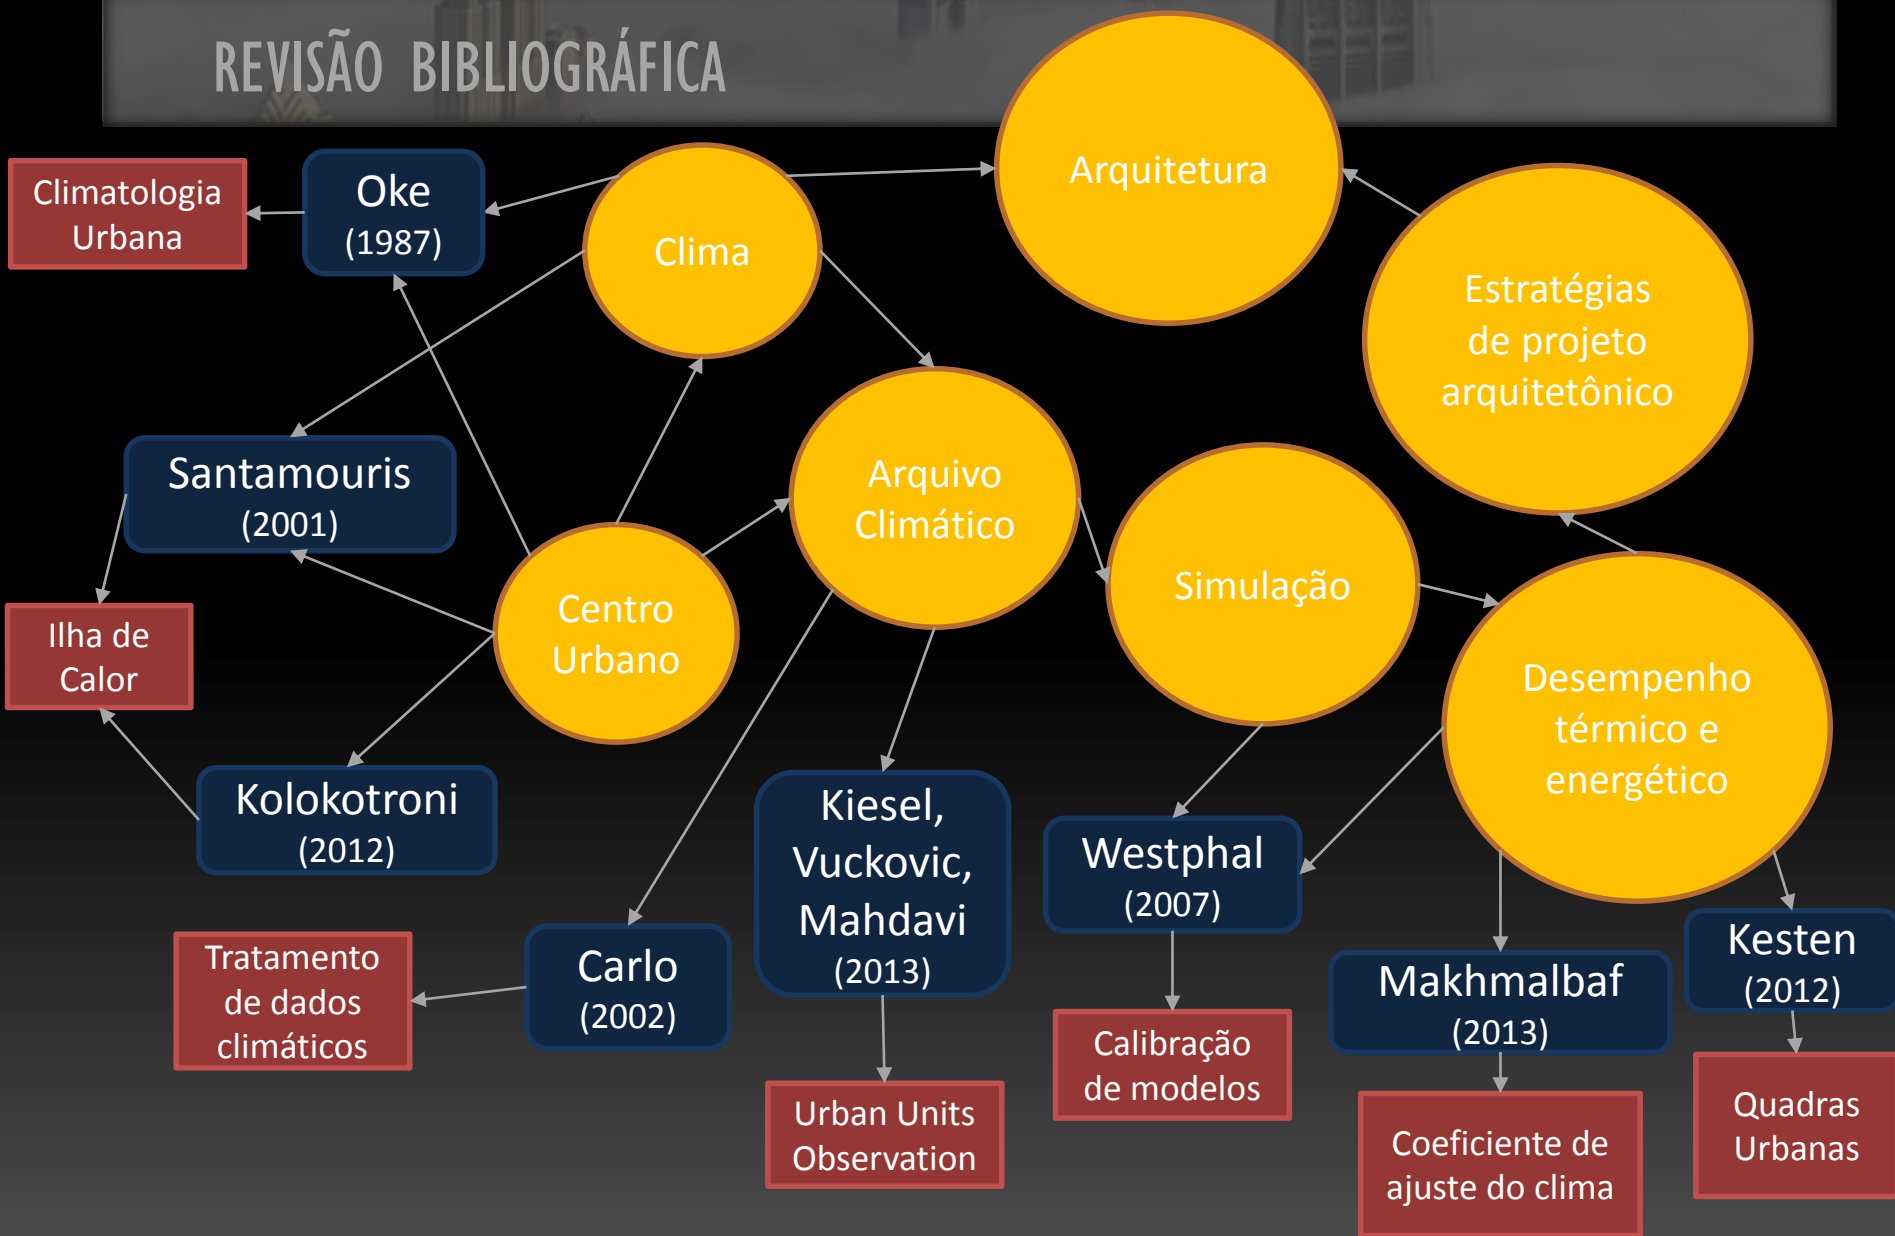 REVISÃO BIBLIOGRÁFICA
Climatologia
Urbana
Oke
(1987)
Clima
Arquitetura
Estratégias
de projeto
arquitetônico
Santamouris
(2001)
Arquivo
Climático
Simulação
Ilha de
Calor
Centro
Urbano
Desempenho
térmico e
energético
Kolokotroni
(2012)
Kiesel,
Vuckovic,
Mahdavi
(2013)
Westphal
(2007)
Tratamento
de dados
climáticos
Carlo
(2002)
Makhmalbaf
(2013)
Kesten
(2012)
Urban Units
Observation
Calibração
de modelos
Coeficiente de
ajuste do clima
Quadras
Urbanas